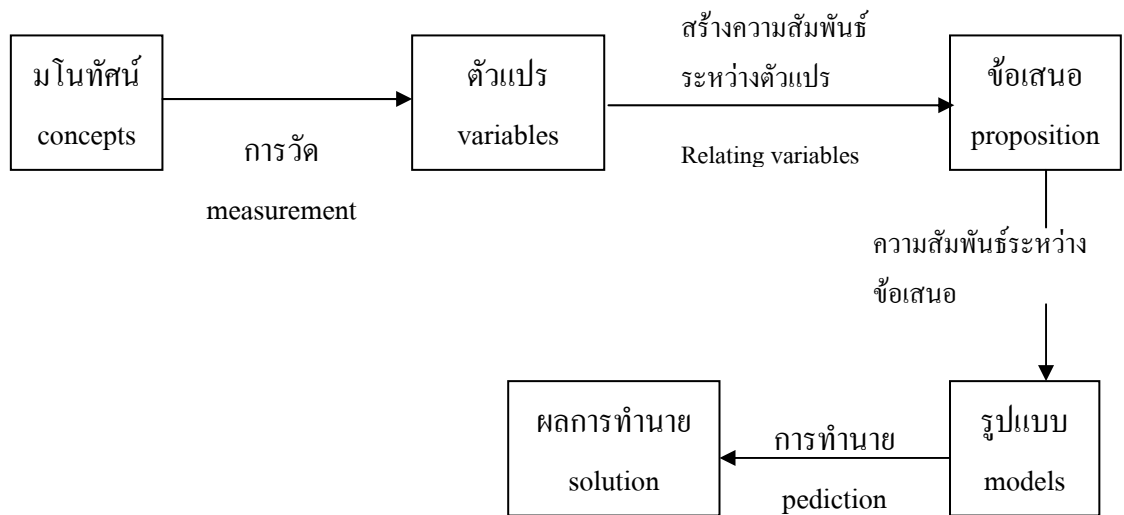 มโนทัศน์
concepts
การวัด
measurement
ตัวแปร
variables
สร้างความสัมพันธ์
ระหว่างตัวแปร
Relating variables
ข้อเสนอ
proposition
ความสัมพันธ์ระหว่าง
ข้อเสนอ
รูปแบบ
models
การทำนาย
pediction
ผลการทำนาย
solution